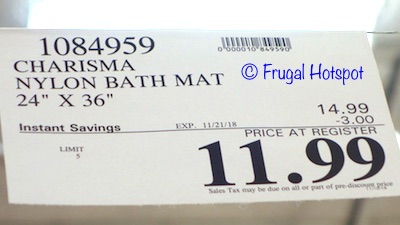 1084959
0000010849590
CHARISMA
NYLON BATH MAT
24" X 36"
© Frugal Hotspot
14.99
Instant Savings EXP. 11/21/18 -3.00
LIMIT
5
PRICE AT REGISTER
11.99
Sales Tax may be due on all or part of pre-discount price